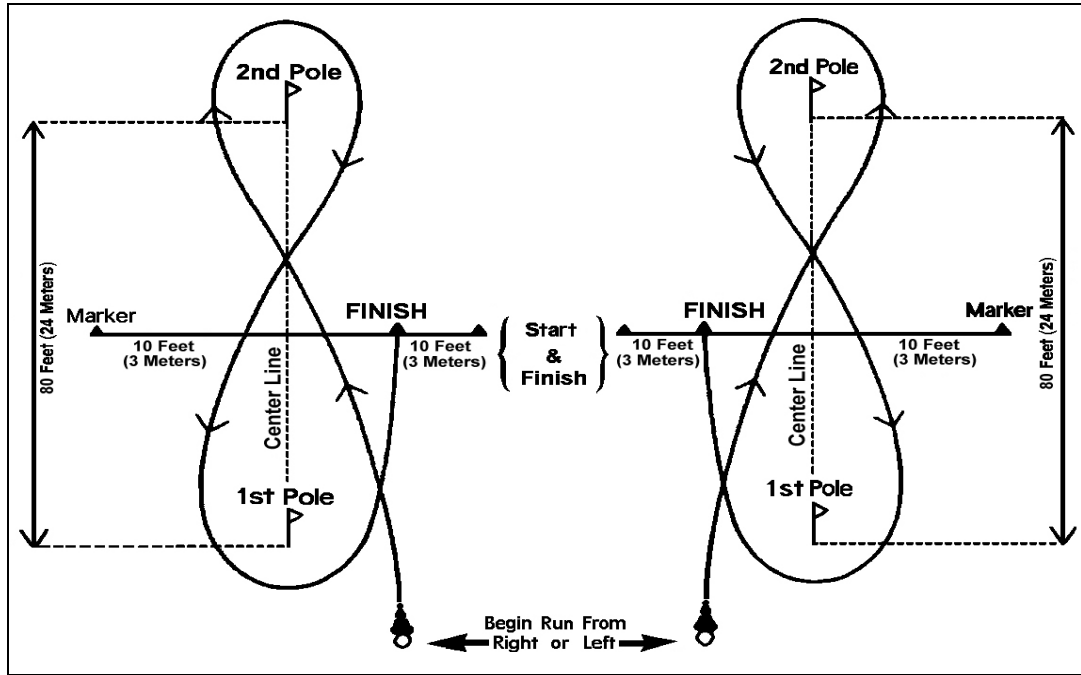 2nd Pole
80 Feet (24 Meters)
Marker
FINISH
10 Feet
(3 Meters)
10 Feet
(3 Meters)
Center Line
1st Pole
Start
&
Finish
2nd Pole
FINISH
Marker
10 Feet
(3 Meters)
10 Feet
(3 Meters)
Center Line
80 Feet (24 Meters)
1st Pole
Begin Run From
Right or Left